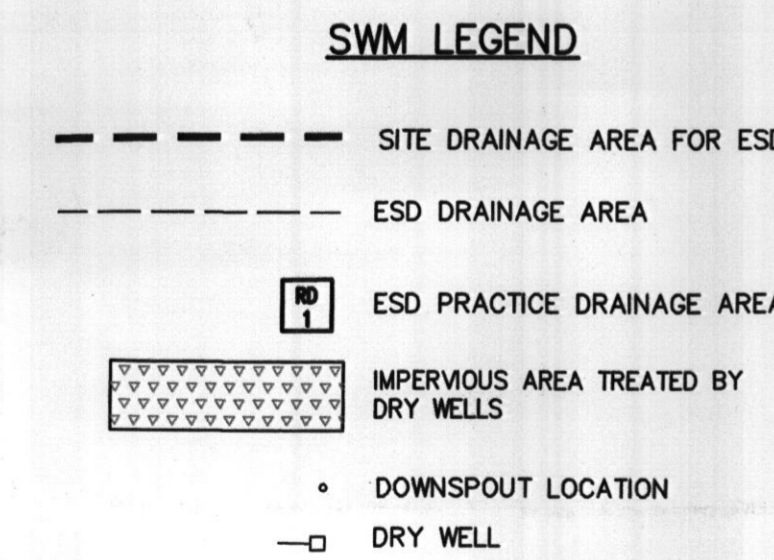 SWM LEGEND
SITE DRAINAGE AREA FOR ESD
ESD DRAINAGE AREA
RD
1
ESD PRACTICE DRAINAGE AREA
IMPERVIOUS AREA TREATED BY
DRY WELLS
DOWNSPOUT LOCATION
DRY WELL